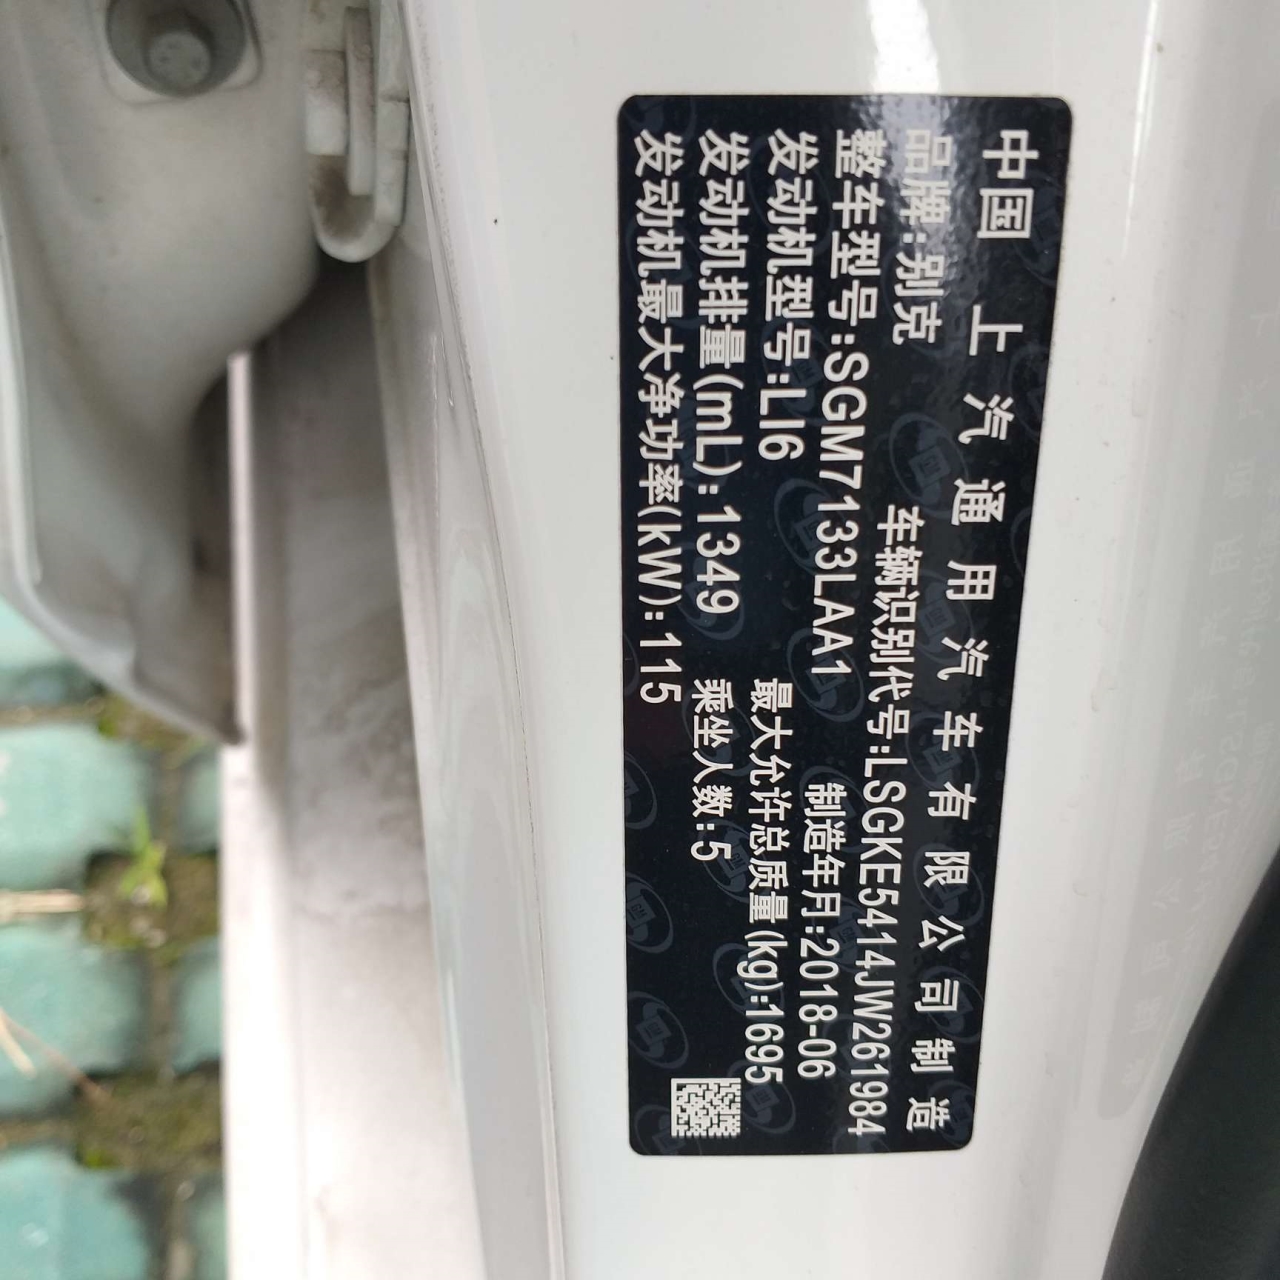 中国 上汽通用汽车有限公司制造
品牌:别克
车辆识别代号:LSGKE5414JW261984
整车型号:SGM7133LAA1
制造年月:2018-06
发动机型号:LI6
最大允许总质量(kg):1695
发动机排量(mL):1349
乘坐人数:5
发动机最大净功率(kW):115